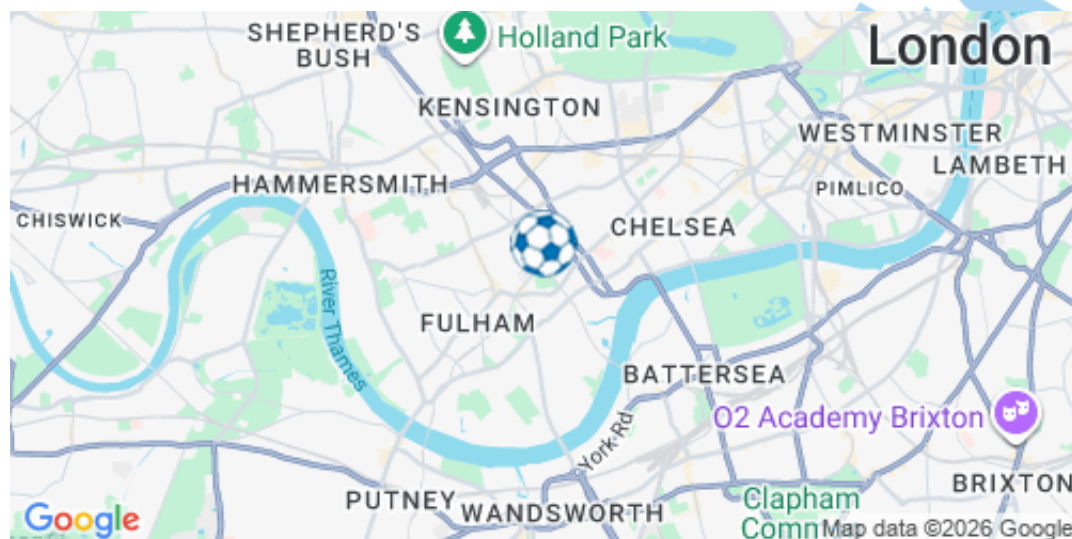 SHEPHERD'S
BUSH
Holland Park
London
KENSINGTON
WESTMINSTER
LAMBETH
HAMMERSMITH
PIMLICO
CHISWICK
CHELSEA
River Thames
FULHAM
BATTERSEA
O2 Academy Brixton
York Rd
BRIXTON
PUTNEY
WANDSWORTH
Clapham
Comm
Google
Map data ©2026 Google